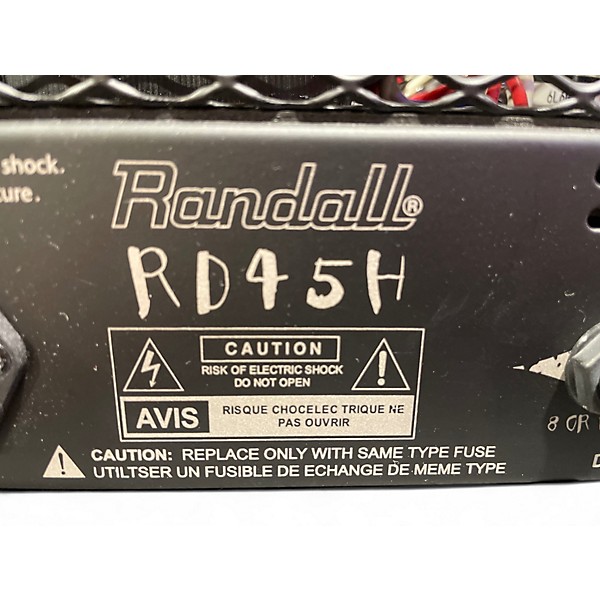 shock.
Randall®
RD45H
CAUTION
RISK OF ELECTRIC SHOCK
DO NOT OPEN
AVIS
RISQUE CHOCELEC TRIQUE NE
PAS OUVRIR
CAUTION: REPLACE ONLY WITH SAME TYPE FUSE
UTILTSER UN FUSIBLE DE ECHANGE DE MEME TYPE
8 OR